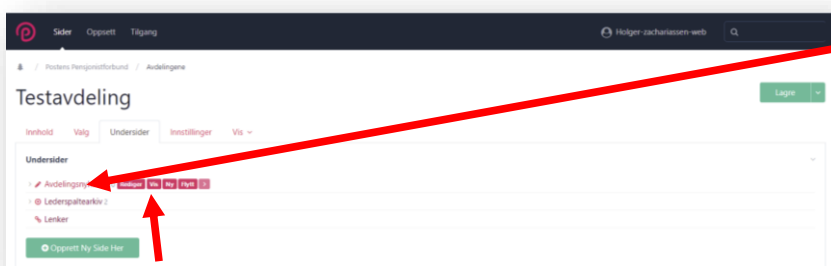 Sider Oppsett Tilgang Holger-zachariassen-web
/ Postens Pensjonistforbund / Avdelingene
Testavdeling
Lagre
Innhold Valg Undersider Innstillinger Vis
Undersider
Rediger Vis Ny Flytt
Lederspaltearkiv 2
Lenker
Opprett Ny Side Her